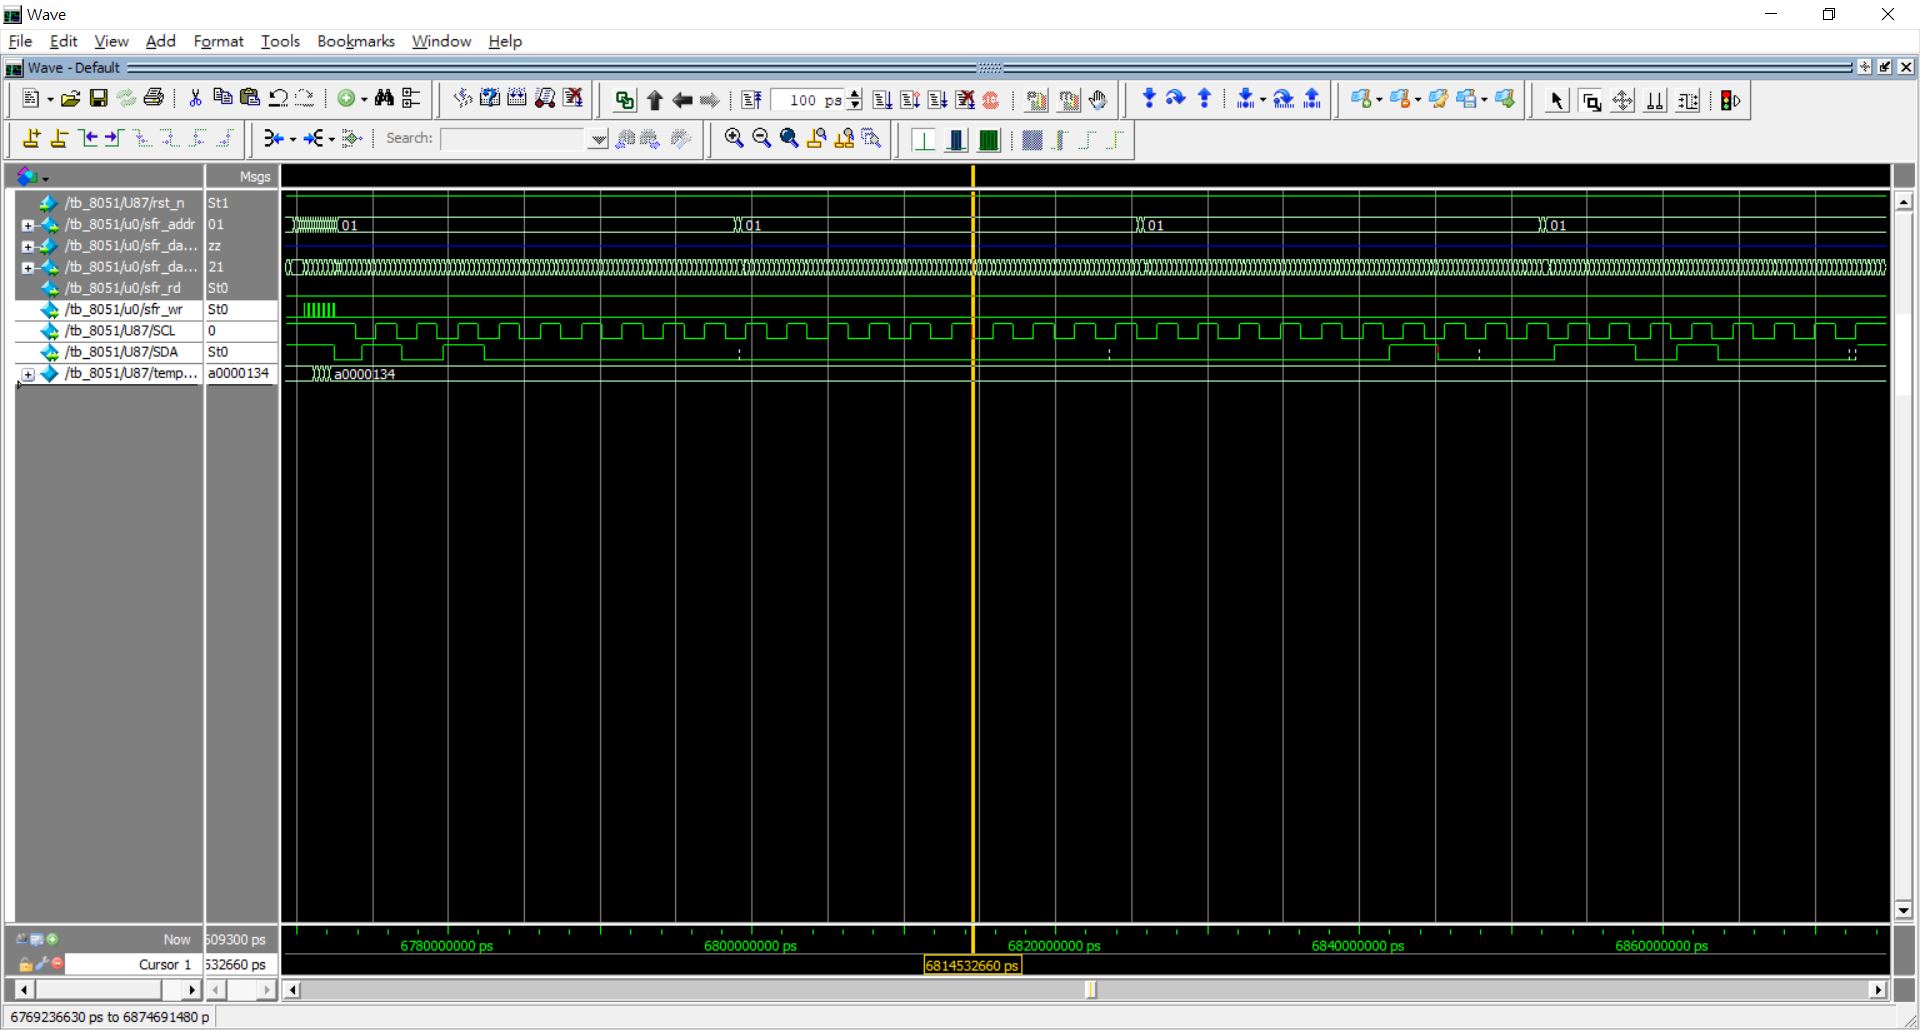 Wave
File Edit View Add Format Tools Bookmarks Window Help
Wave - Default
100 ps
Search:
Msgs
/tb_8051/U87/rst_n St1
/tb_8051/u0/sfr_addr 01 01 01 01 01
/tb_8051/u0/sfr_da... zz
/tb_8051/u0/sfr_da... 21
/tb_8051/u0/sfr_rd St0
/tb_8051/u0/sfr_wr St0
/tb_8051/U87/SCL 0
/tb_8051/U87/SDA St0
/tb_8051/U87/temp... a0000134 a0000134
Now 509300 ps 6780000000 ps 6800000000 ps 6820000000 ps 6840000000 ps 6860000000 ps
Cursor 1 532660 ps 6814532660 ps
6769236630 ps to 6874691480 p